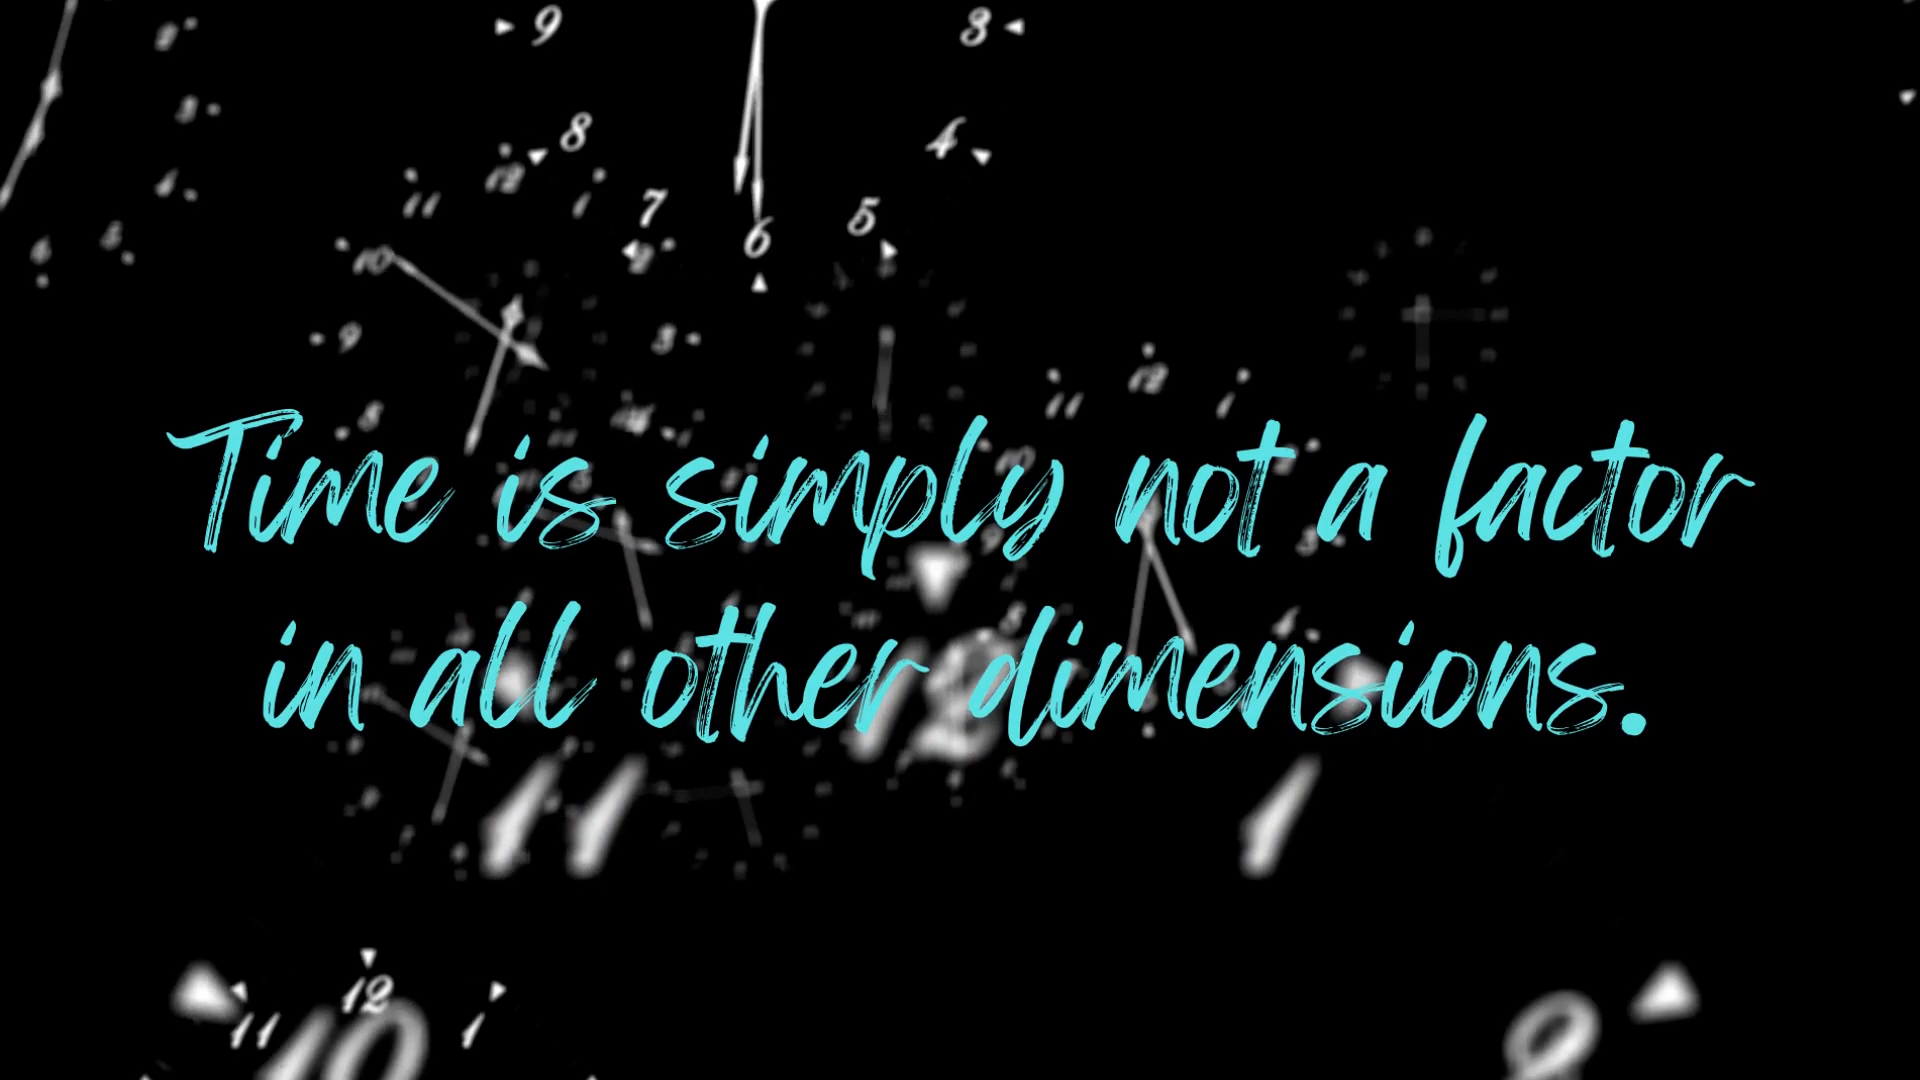 Time is simply not a factor
in all other dimensions.